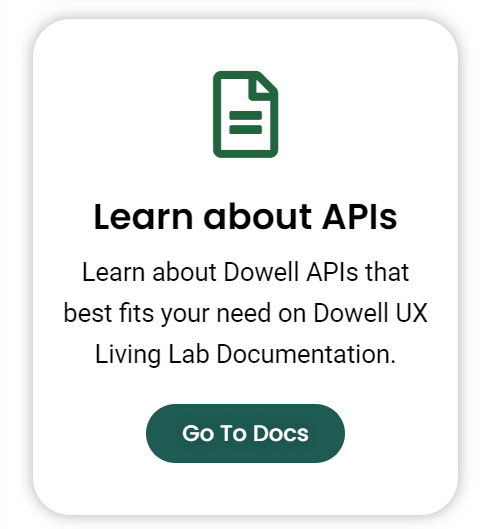 Learn about APIs
Learn about Dowell APIs that
best fits your need on Dowell UX
Living Lab Documentation.
Go To Docs